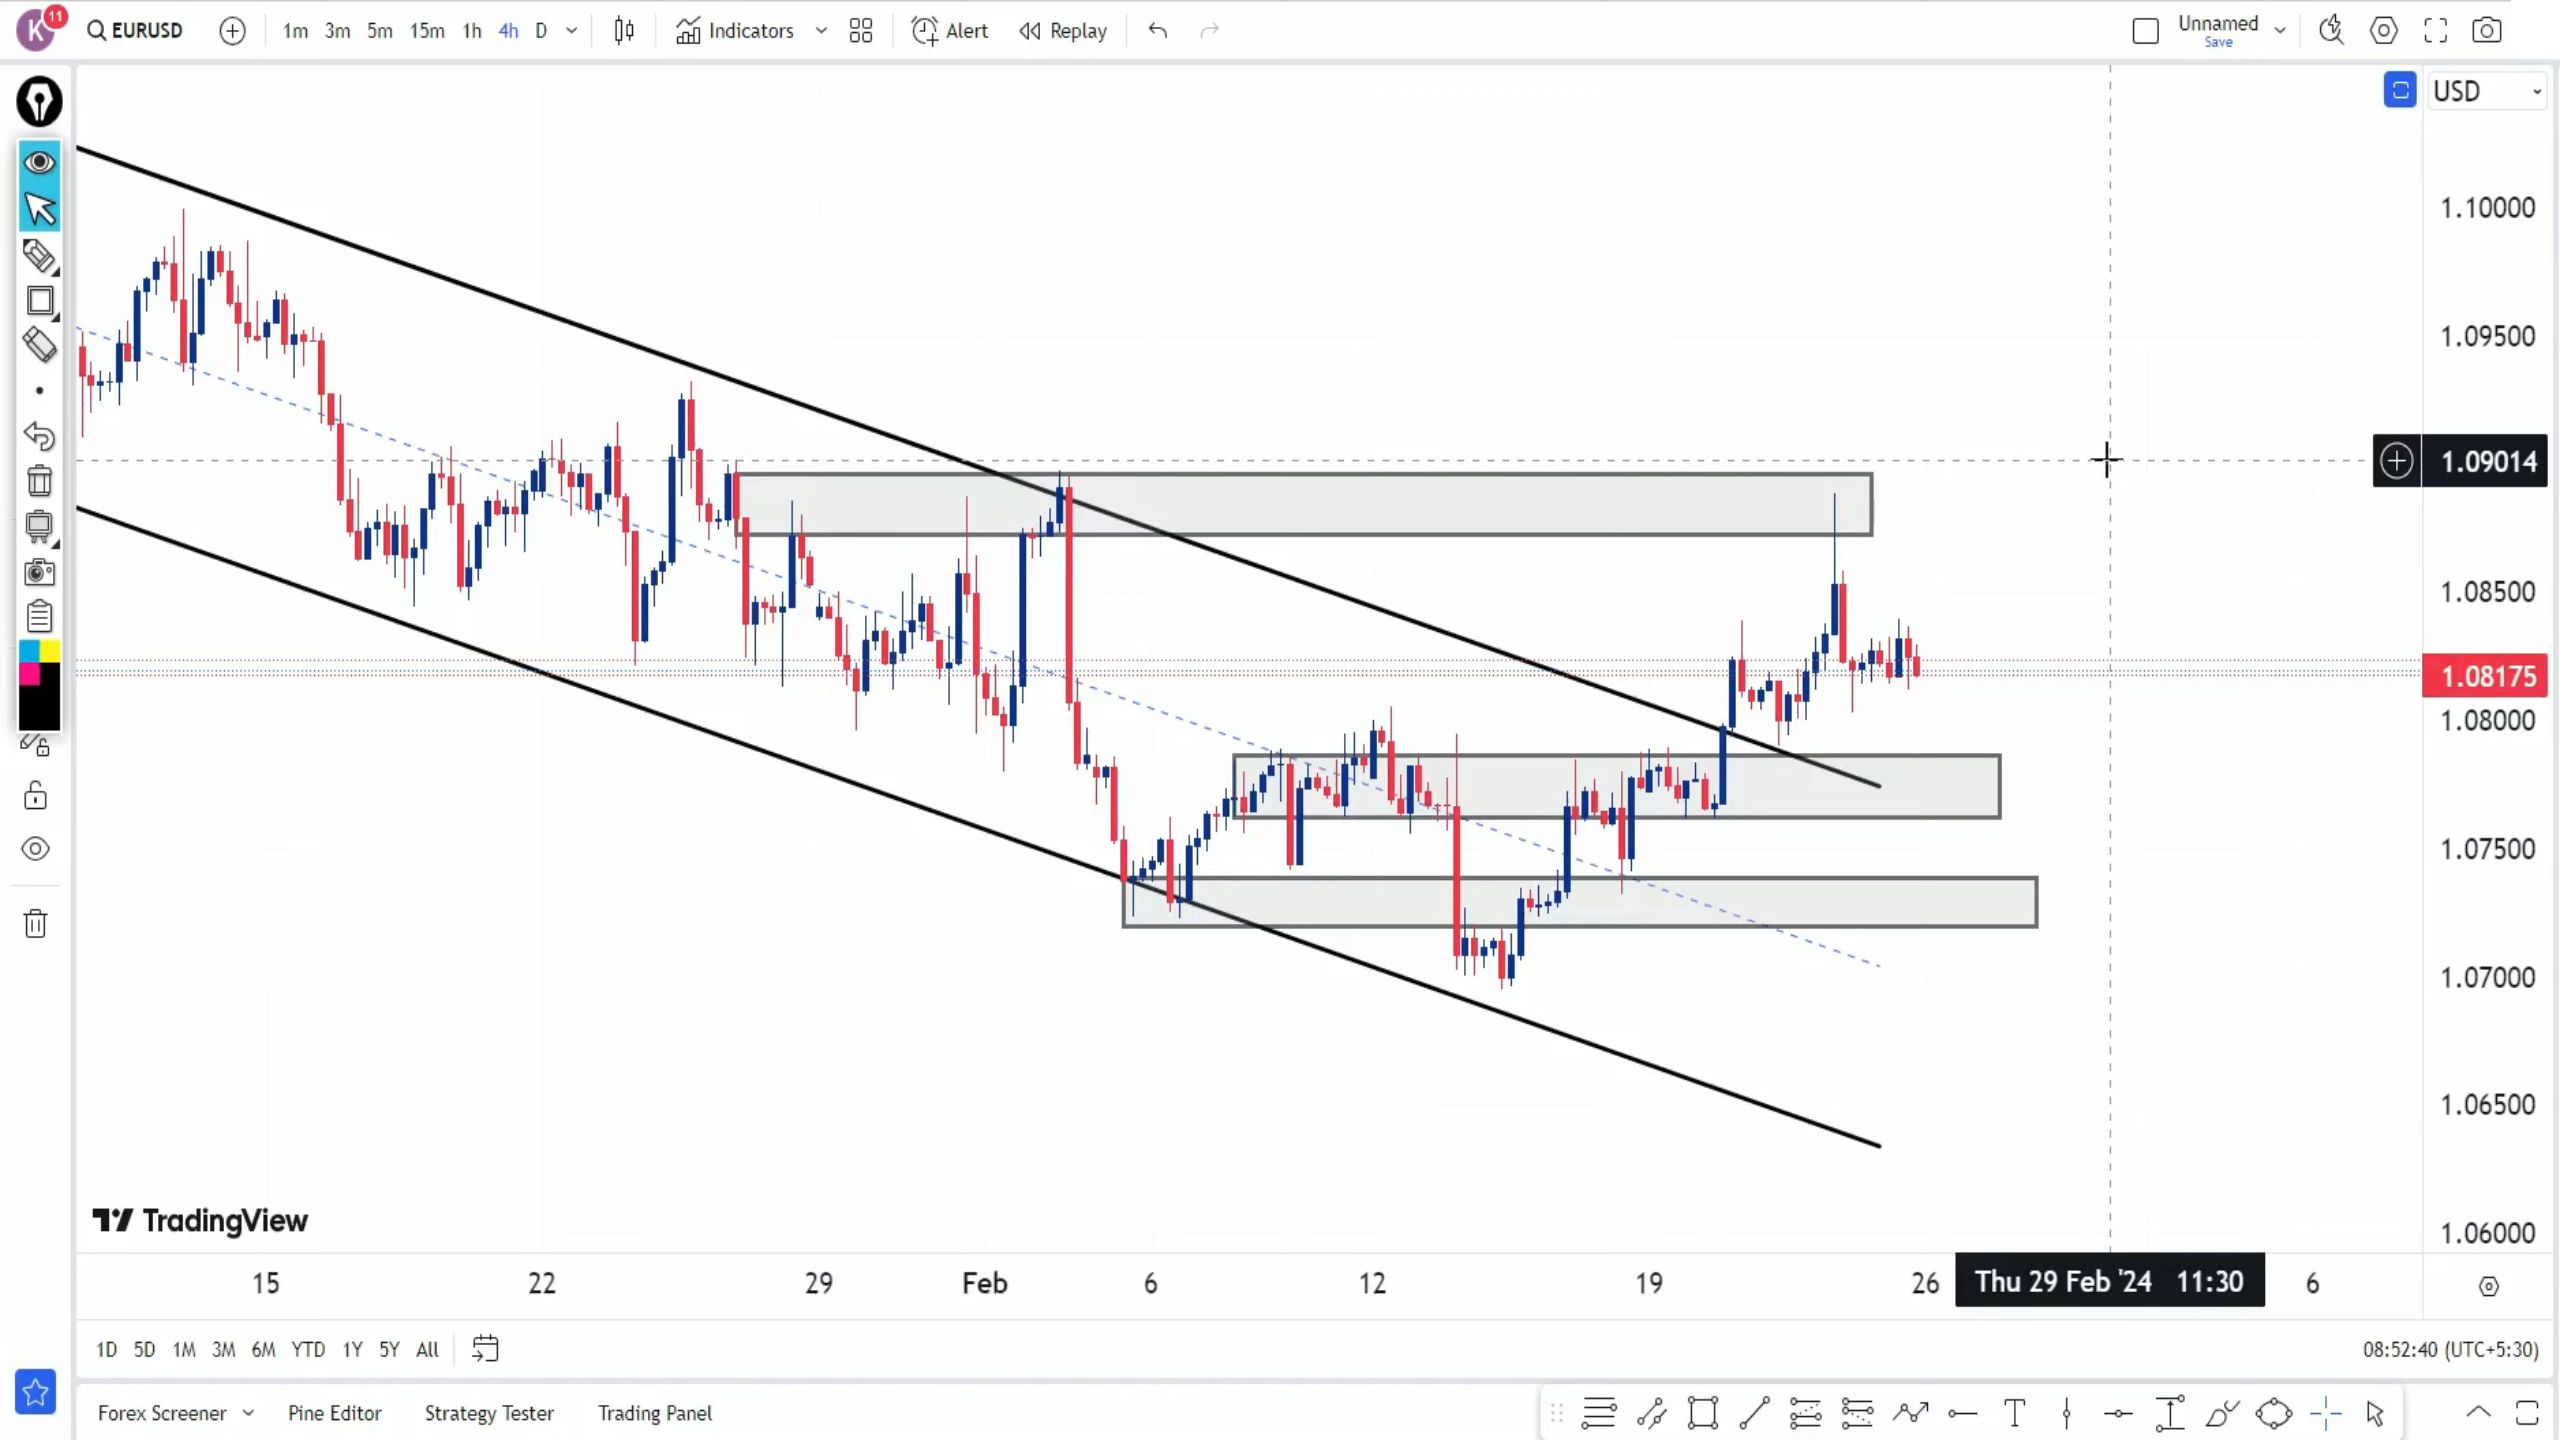 K 11 EURUSD 1m 3m 5m 15m 1h 4h D Indicators Alert Replay Unnamed
Save
USD
1.10000
1.09500
1.09014
1.08500
1.08175
1.08000
1.07500
1.07000
1.06500
1.06000
TradingView
15 22 29 Feb 6 12 19 26 Thu 29 Feb '24 11:30 6
1D 5D 1M 3M 6M YTD 1Y 5Y All 08:52:40 (UTC+5:30)
Forex Screener Pine Editor Strategy Tester Trading Panel T